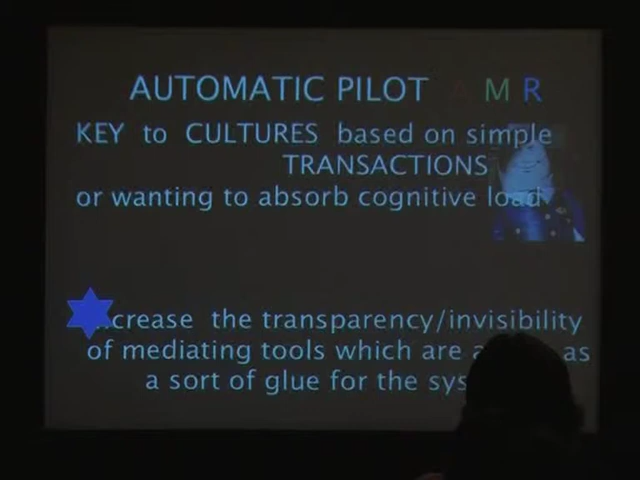 AUTOMATIC PILOT A M R
KEY to CULTURES based on simple
TRANSACTIONS
or wanting to absorb cognitive load
the transparency/invisibility
of mediating tools which are as
a sort of glue for the